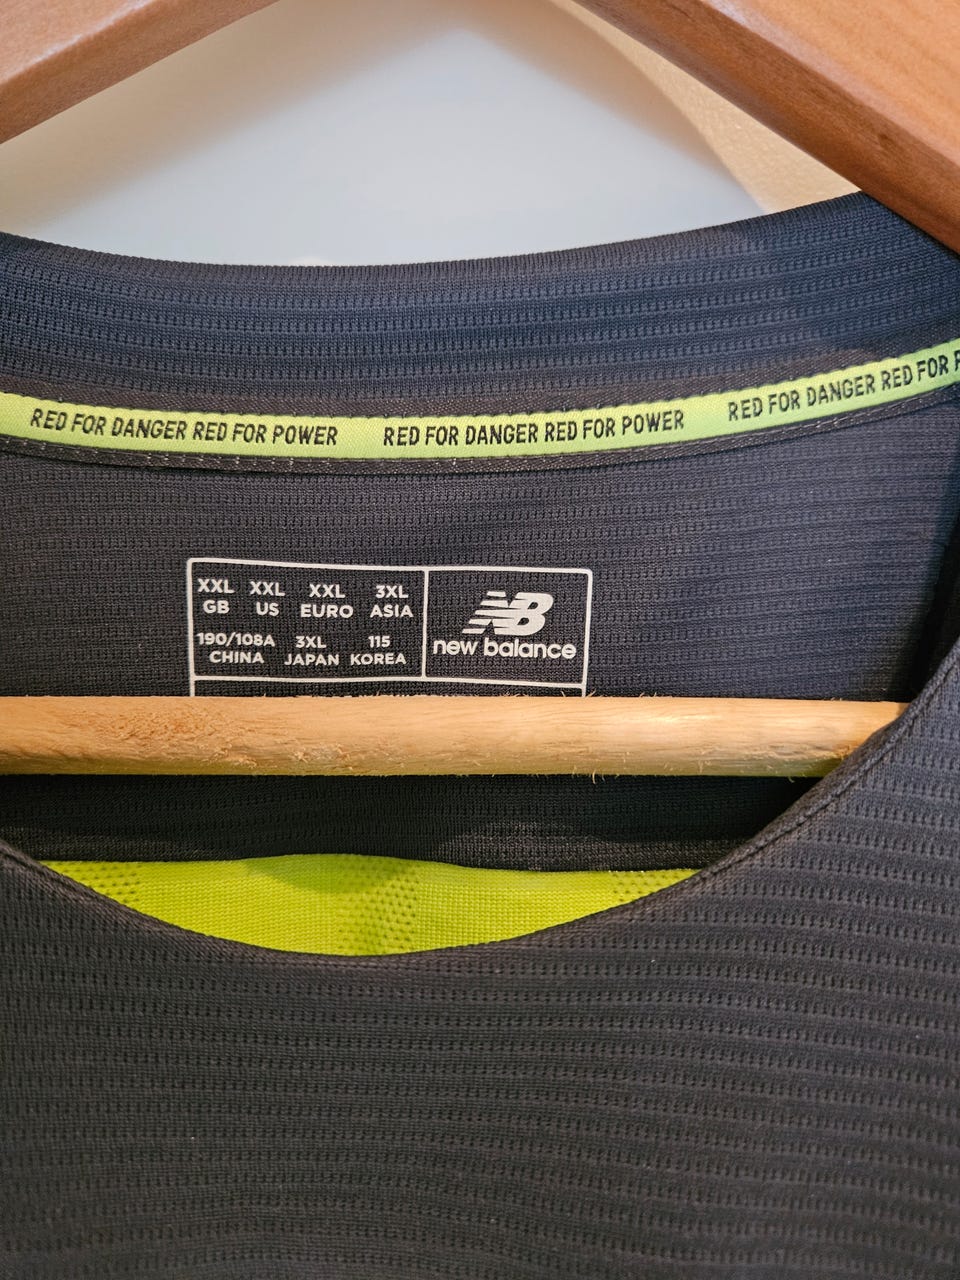 RED FOR DANGER RED FOR POWER RED FOR DANGER RED FOR POWER RED FOR DANGER RED FOR
XXL XXL XXL 3XL
GB US EURO ASIA
190/108A 3XL 115
CHINA JAPAN KOREA
NB
new balance